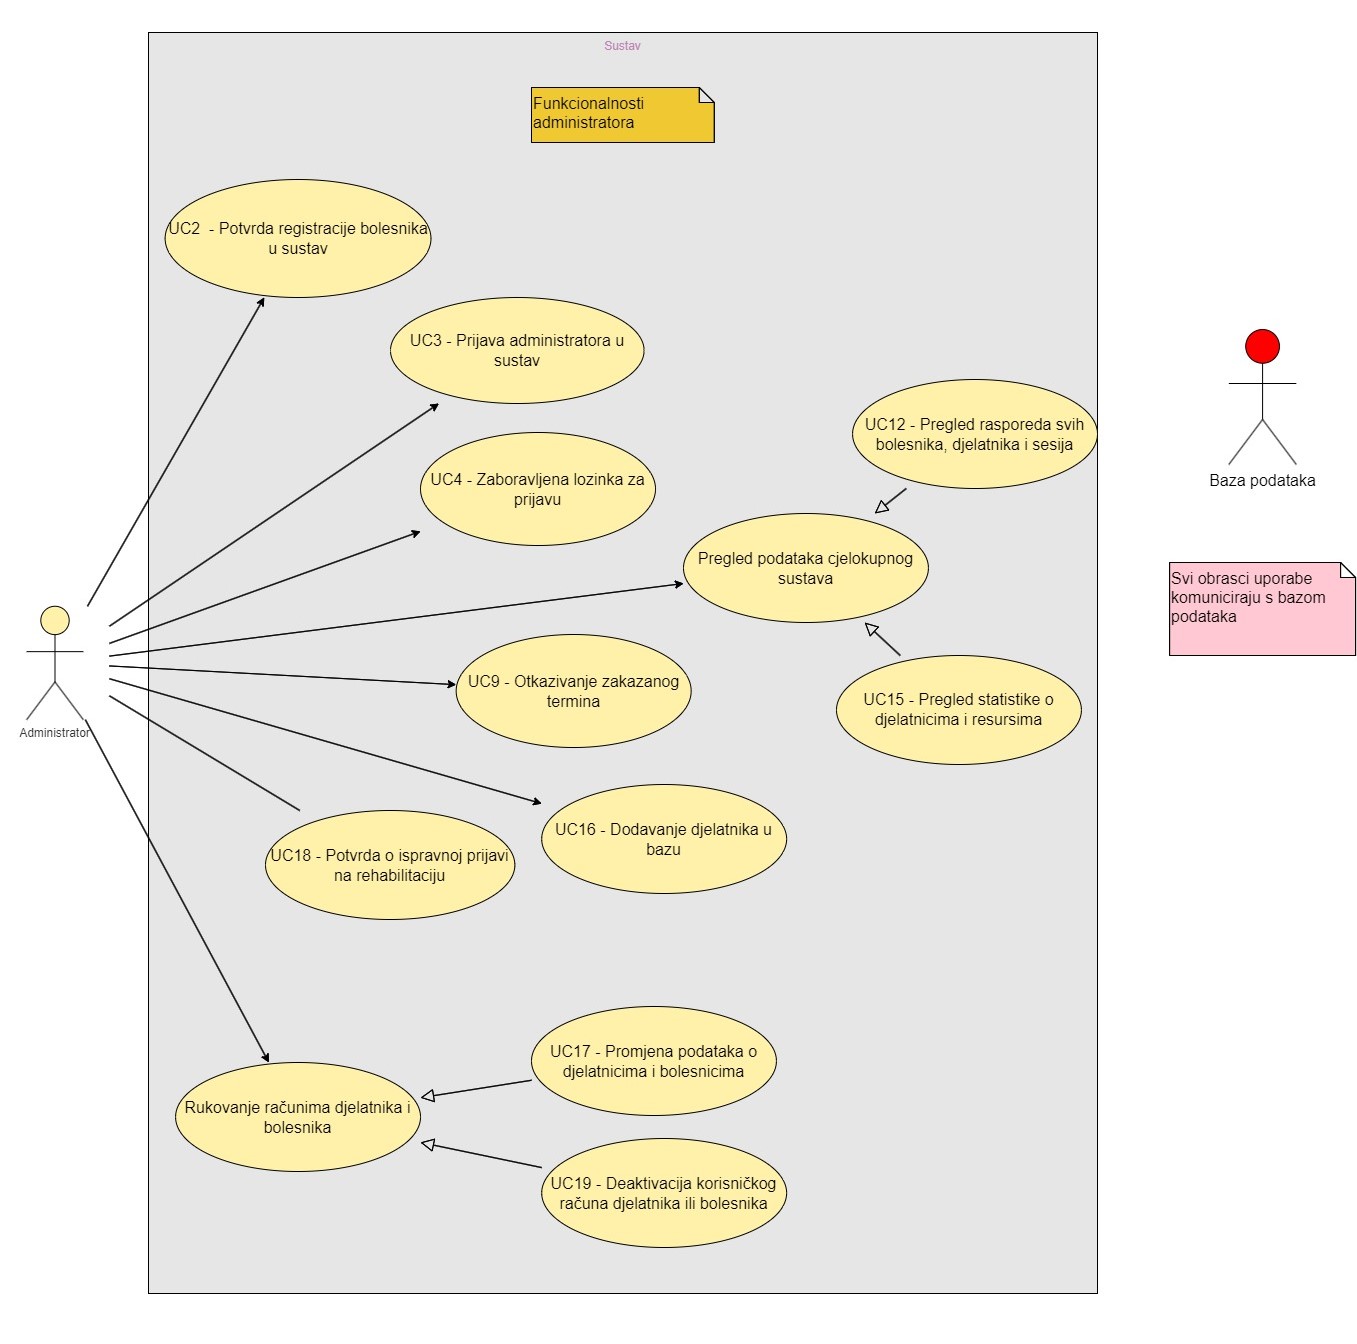 Sustav
Funkcionalnosti
administratora
UC2  - Potvrda registracije bolesnika
u sustav
UC3 - Prijava administratora u
sustav
UC12 - Pregled rasporeda svih
bolesnika, djelatnika i sesija
Baza podataka
UC4 - Zaboravljena lozinka za
prijavu
Pregled podataka cjelokupnog
sustava
Svi obrasci uporabe
komuniciraju s bazom
podataka
UC9 - Otkazivanje zakazanog
termina
UC15 - Pregled statistike o
djelatnicima i resursima
Administrator
UC16 - Dodavanje djelatnika u
bazu
UC18 - Potvrda o ispravnoj prijavi
na rehabilitaciju
UC17 - Promjena podataka o
djelatnicima i bolesnicima
Rukovanje računima djelatnika i
bolesnika
UC19 - Deaktivacija korisničkog
računa djelatnika ili bolesnika